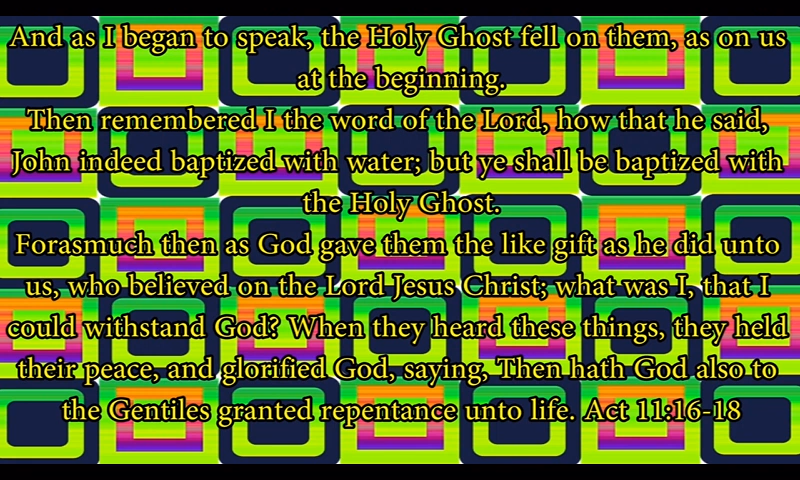 And as I began to speak, the Holy Ghost fell on them, as on us
at the beginning.
Then remembered I the word of the Lord, how that he said,
John indeed baptized with water; but ye shall be baptized with
the Holy Ghost.
Forasmuch then as God gave them the like gift as he did unto
us, who believed on the Lord Jesus Christ; what was I, that I
could withstand God? When they heard these things, they held
their peace, and glorified God, saying, Then hath God also to
the Gentiles granted repentance unto life. Act 11:16-18